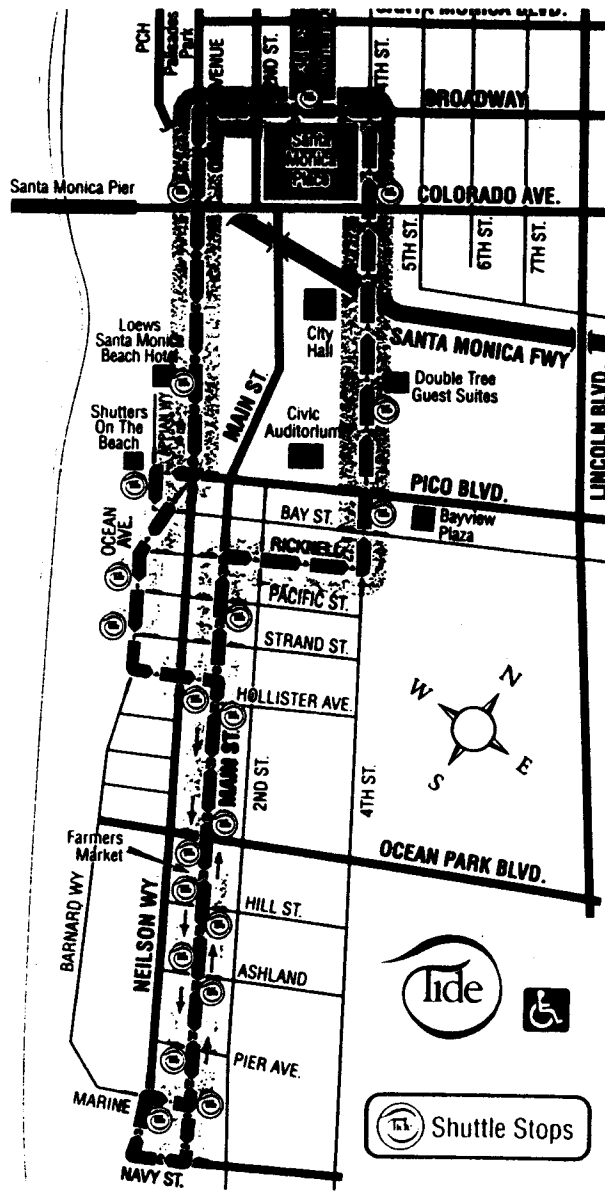 SANTA MONICA BLVD.
PCH
Palisades
Park
AVENUE
2ND ST.
4TH ST.
BROADWAY
Santa
Monica
Place
Santa Monica Pier
COLORADO AVE.
5TH ST.
6TH ST.
7TH ST.
Loews
Santa Monica
Beach Hotel
City
Hall
SANTA MONICA FWY
Double Tree
Guest Suites
LINCOLN BLVD.
MAIN ST.
Shutters
On The
Beach
Civic
Auditorium
PICO BLVD.
OCEAN
AVE.
BAY ST.
Bayview
Plaza
BICKNELL
PACIFIC ST.
STRAND ST.
HOLLISTER AVE.
N
W
E
S
MAIN ST.
2ND ST.
4TH ST.
Farmers
Market
OCEAN PARK BLVD.
BARNARD WY
NEILSON WY
HILL ST.
ASHLAND
Tide
PIER AVE.
MARINE
NAVY ST.
Tide
Shuttle Stops